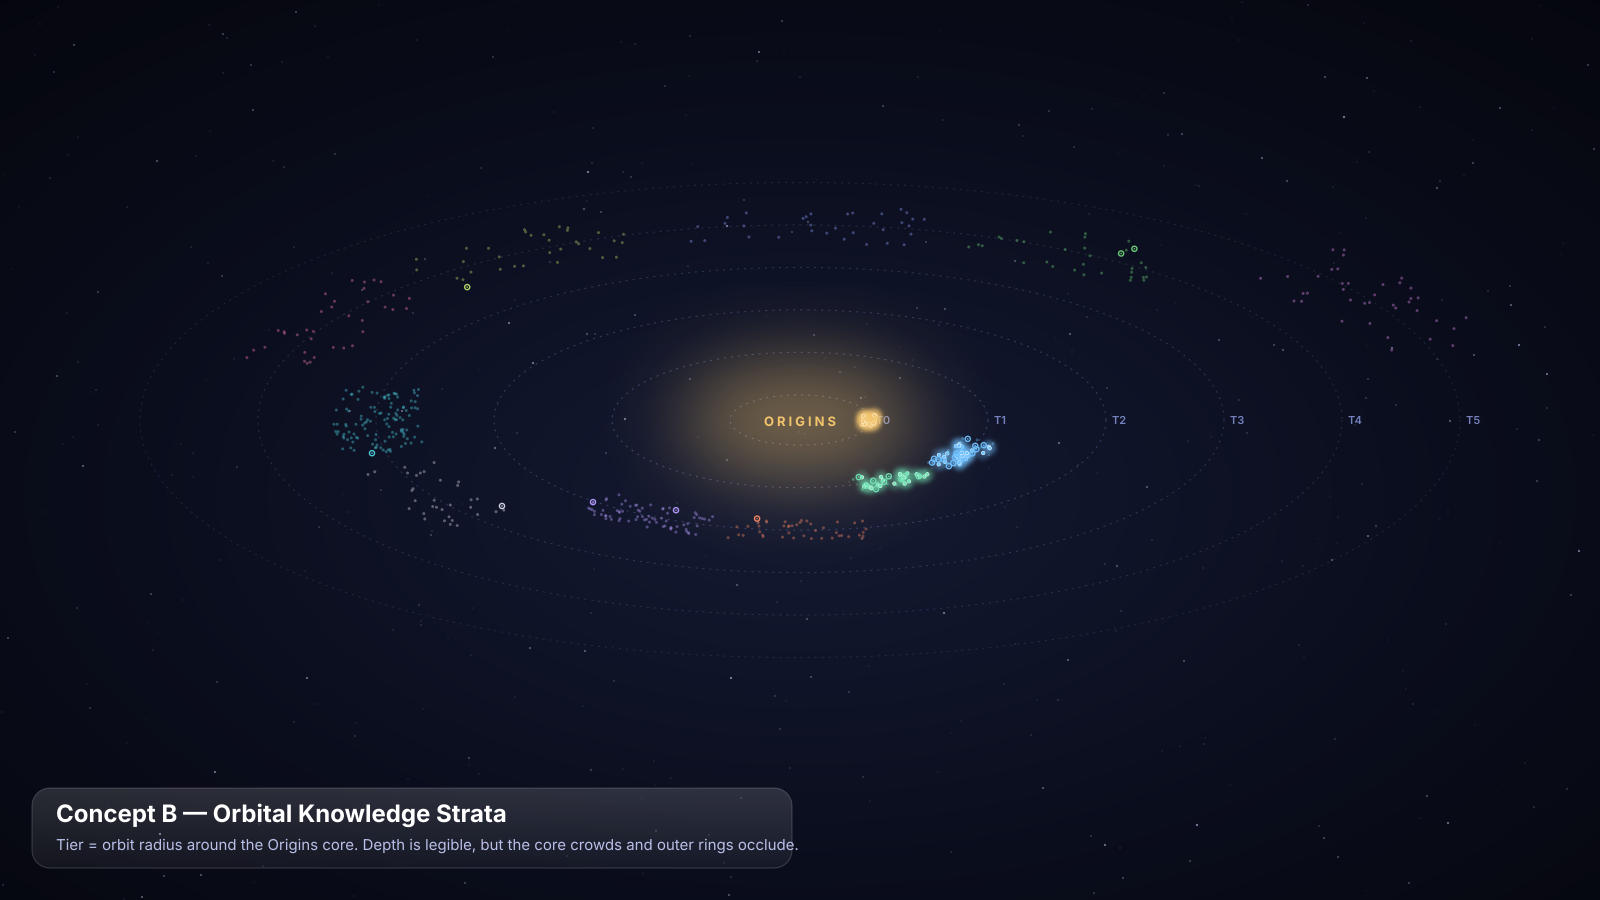 ORIGINS
T0
T1
T2
T3
T4
T5
Concept B — Orbital Knowledge Strata
Tier = orbit radius around the Origins core. Depth is legible, but the core crowds and outer rings occlude.